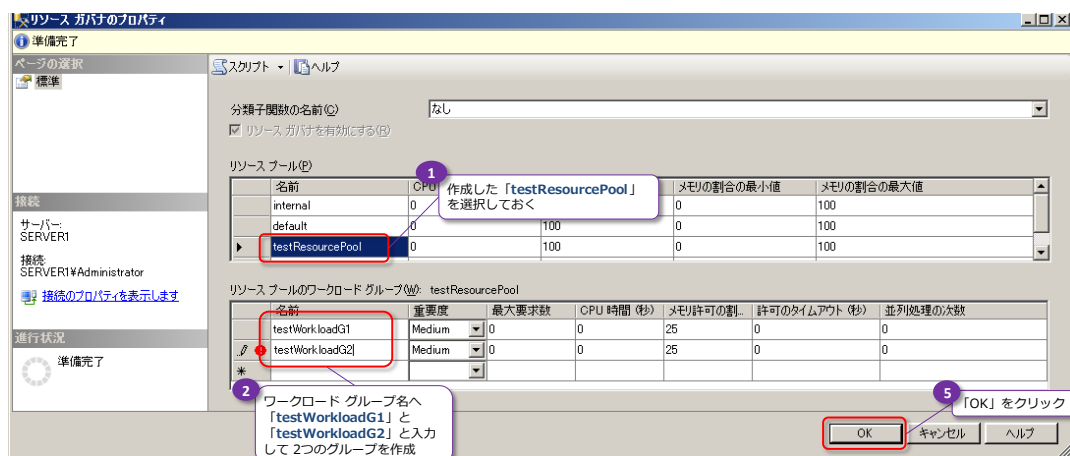 リソース ガバナのプロパティ
準備完了
ページの選択
標準
スクリプト
ヘルプ
分類子関数の名前(C)
なし
リソース ガバナを有効にする(R)
リソース プール(P)
名前
CPU
メモリの割合の最小値
メモリの割合の最大値
internal
0
0
100
default
0
100
0
100
testResourcePool
0
100
0
100
1
作成した「testResourcePool」
を選択しておく
接続
サーバー:
SERVER1
接続:
SERVER1¥Administrator
接続のプロパティを表示します
進行状況
準備完了
リソース プールのワークロード グループ(W): testResourcePool
名前
重要度
最大要求数
CPU 時間 (秒)
メモリ許可の割...
許可のタイムアウト (秒)
並列処理の次数
testWorkloadG1
Medium
0
0
25
0
0
testWorkloadG2
Medium
0
0
25
0
0
2
ワークロード グループ名へ
「testWorkloadG1」と
「testWorkloadG2」と入力
して 2つのグループを作成
5
「OK」をクリック
OK
キャンセル
ヘルプ